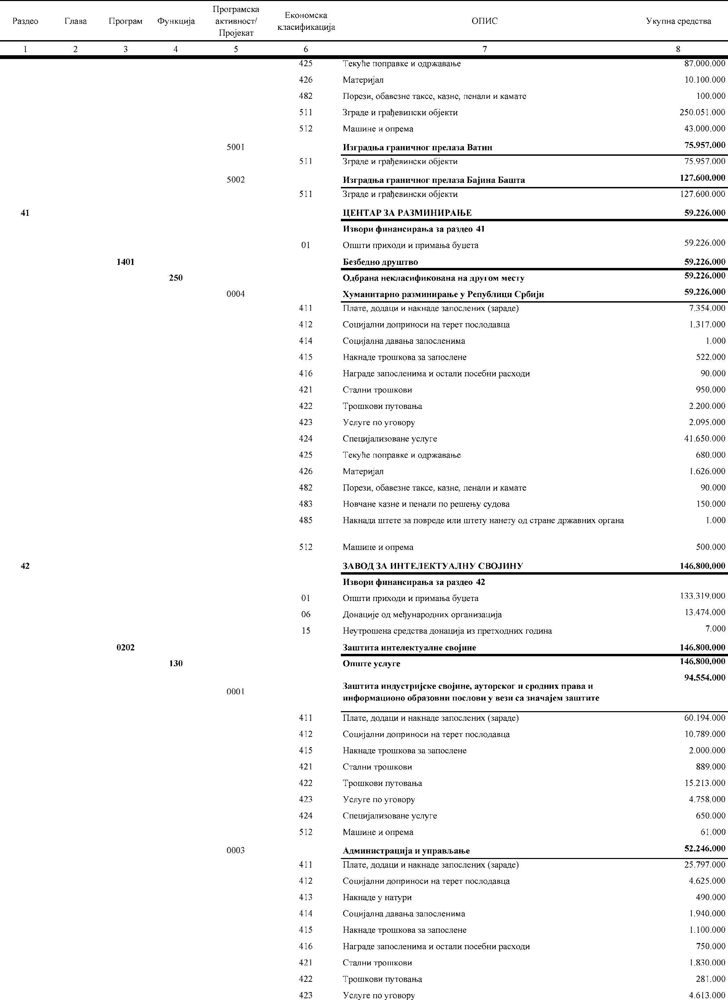 Раздео Глава Програм Функција Програмска активност/ Пројекат Економска класификација ОПИС Укупна средства
1 2 3 4 5 6 7 8
425 Текуће поправке и одржавање 87.000.000
426 Материјал 10.100.000
482 Порези, обавезне таксе, казне, пенали и камате 100.000
511 Зграде и грађевински објекти 250.051.000
512 Машине и опрема 43.000.000
5001 Изградња граничног прелаза Ватин 75.957.000
511 Зграде и грађевински објекти 75.957.000
5002 Изградња граничног прелаза Бајина Башта 127.600.000
511 Зграде и грађевински објекти 127.600.000
41 ЦЕНТАР ЗА РАЗМИНИРАЊЕ 59.226.000
Извори финансирања за раздео 41
01 Општи приходи и примања буџета 59.226.000
1401 Безбедно друштво 59.226.000
250 Одбрана некласификована на другом месту 59.226.000
0004 Хуманитарно разминирање у Републици Србији 59.226.000
411 Плате, додаци и накнаде запослених (зараде) 7.354.000
412 Социјални доприноси на терет послодавца 1.317.000
414 Социјална давања запосленима 1.000
415 Накнаде трошкова за запослене 522.000
416 Награде запосленима и остали посебни расходи 90.000
421 Стални трошкови 950.000
422 Трошкови путовања 2.200.000
423 Услуге по уговору 2.095.000
424 Специјализоване услуге 41.650.000
425 Текуће поправке и одржавање 680.000
426 Материјал 1.626.000
482 Порези, обавезне таксе, казне, пенали и камате 90.000
483 Новчане казне и пенали по решењу судова 150.000
485 Накнада штете за повреде или штету нанету од стране државних органа 1.000
512 Машине и опрема 500.000
42 ЗАВОД ЗА ИНТЕЛЕКТУАЛНУ СВОЈИНУ 146.800.000
Извори финансирања за раздео 42
01 Општи приходи и примања буџета 133.319.000
06 Донације од међународних организација 13.474.000
15 Неутрошена средства донација из претходних година 7.000
0202 Заштита интелектуалне својине 146.800.000
130 Опште услуге 146.800.000
94.554.000
0001 Заштита индустријске својине, ауторског и сродних права и
информационо образовни послови у вези са значајем заштите
411 Плате, додаци и накнаде запослених (зараде) 60.194.000
412 Социјални доприноси на терет послодавца 10.789.000
415 Накнаде трошкова за запослене 2.000.000
421 Стални трошкови 889.000
422 Трошкови путовања 15.213.000
423 Услуге по уговору 4.758.000
424 Специјализоване услуге 650.000
512 Машине и опрема 61.000
0003 Администрација и управљање 52.246.000
411 Плате, додаци и накнаде запослених (зараде) 25.797.000
412 Социјални доприноси на терет послодавца 4.625.000
413 Накнаде у натури 490.000
414 Социјална давања запосленима 1.940.000
415 Накнаде трошкова за запослене 1.100.000
416 Награде запосленима и остали посебни расходи 750.000
421 Стални трошкови 1.830.000
422 Трошкови путовања 281.000
423 Услуге по уговору 4.613.000